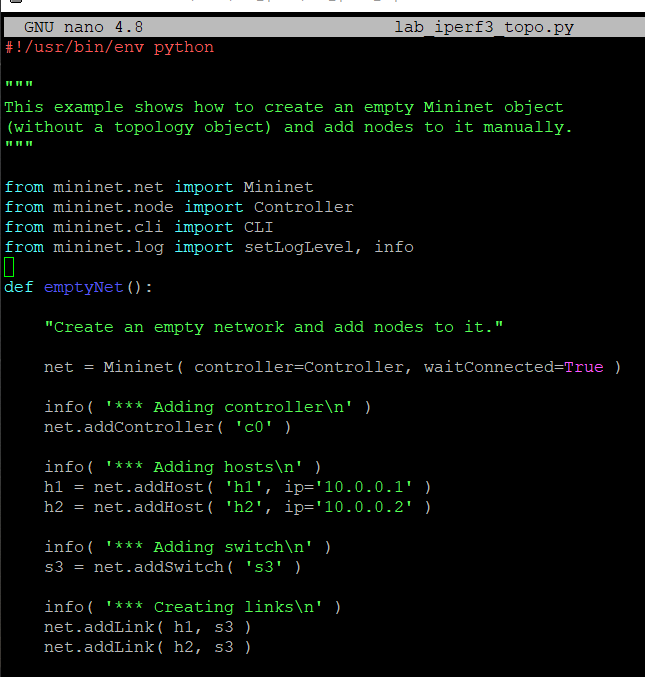 GNU nano 4.8 lab_iperf3_topo.py
#!/usr/bin/env python
"""
This example shows how to create an empty Mininet object
(without a topology object) and add nodes to it manually.
"""
from mininet.net import Mininet
from mininet.node import Controller
from mininet.cli import CLI
from mininet.log import setLogLevel, info
def emptyNet():
"Create an empty network and add nodes to it."
net = Mininet( controller=Controller, waitConnected=True )
info( '*** Adding controller\n' )
net.addController( 'c0' )
info( '*** Adding hosts\n' )
h1 = net.addHost( 'h1', ip='10.0.0.1' )
h2 = net.addHost( 'h2', ip='10.0.0.2' )
info( '*** Adding switch\n' )
s3 = net.addSwitch( 's3' )
info( '*** Creating links\n' )
net.addLink( h1, s3 )
net.addLink( h2, s3 )